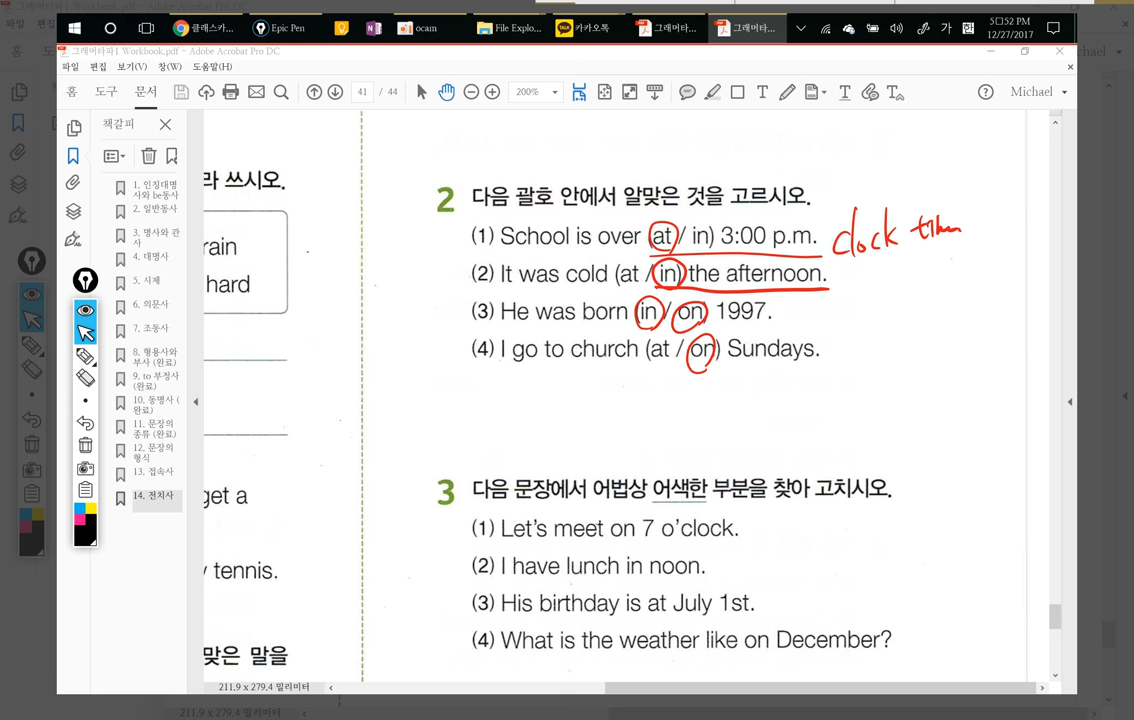 클래스카...
Epic Pen
ocam
File Explo...
카카오톡
그래머타...
그래머타...
가
한
5:52 PM
12/27/2017
그래머타파1 Workbook.pdf - Adobe Acrobat Pro DC
파일 편집 보기(V) 창(W) 도움말(H)
홈 도구 문서
41 / 44
200%
Michael
책갈피
1. 인칭대명
사와 be동사
2. 일반동사
3. 명사와 관
사
4. 대명사
5. 시제
6. 의문사
7. 조동사
8. 형용사와
부사 (완료)
9. to 부정사
(완료)
10. 동명사 (
완료)
11. 문장의
종류 (완료)
12. 문장의
형식
13. 접속사
14. 전치사
라 쓰시오.
rain
hard
get a
y tennis.
맞은 말을
2 다음 괄호 안에서 알맞은 것을 고르시오.
(1) School is over (at / in) 3:00 p.m. clock time
(2) It was cold (at / in) the afternoon.
(3) He was born (in / on) 1997.
(4) I go to church (at / on) Sundays.
3 다음 문장에서 어법상 어색한 부분을 찾아 고치시오.
(1) Let's meet on 7 o'clock.
(2) I have lunch in noon.
(3) His birthday is at July 1st.
(4) What is the weather like on December?
211.9 x 279.4 밀리미터